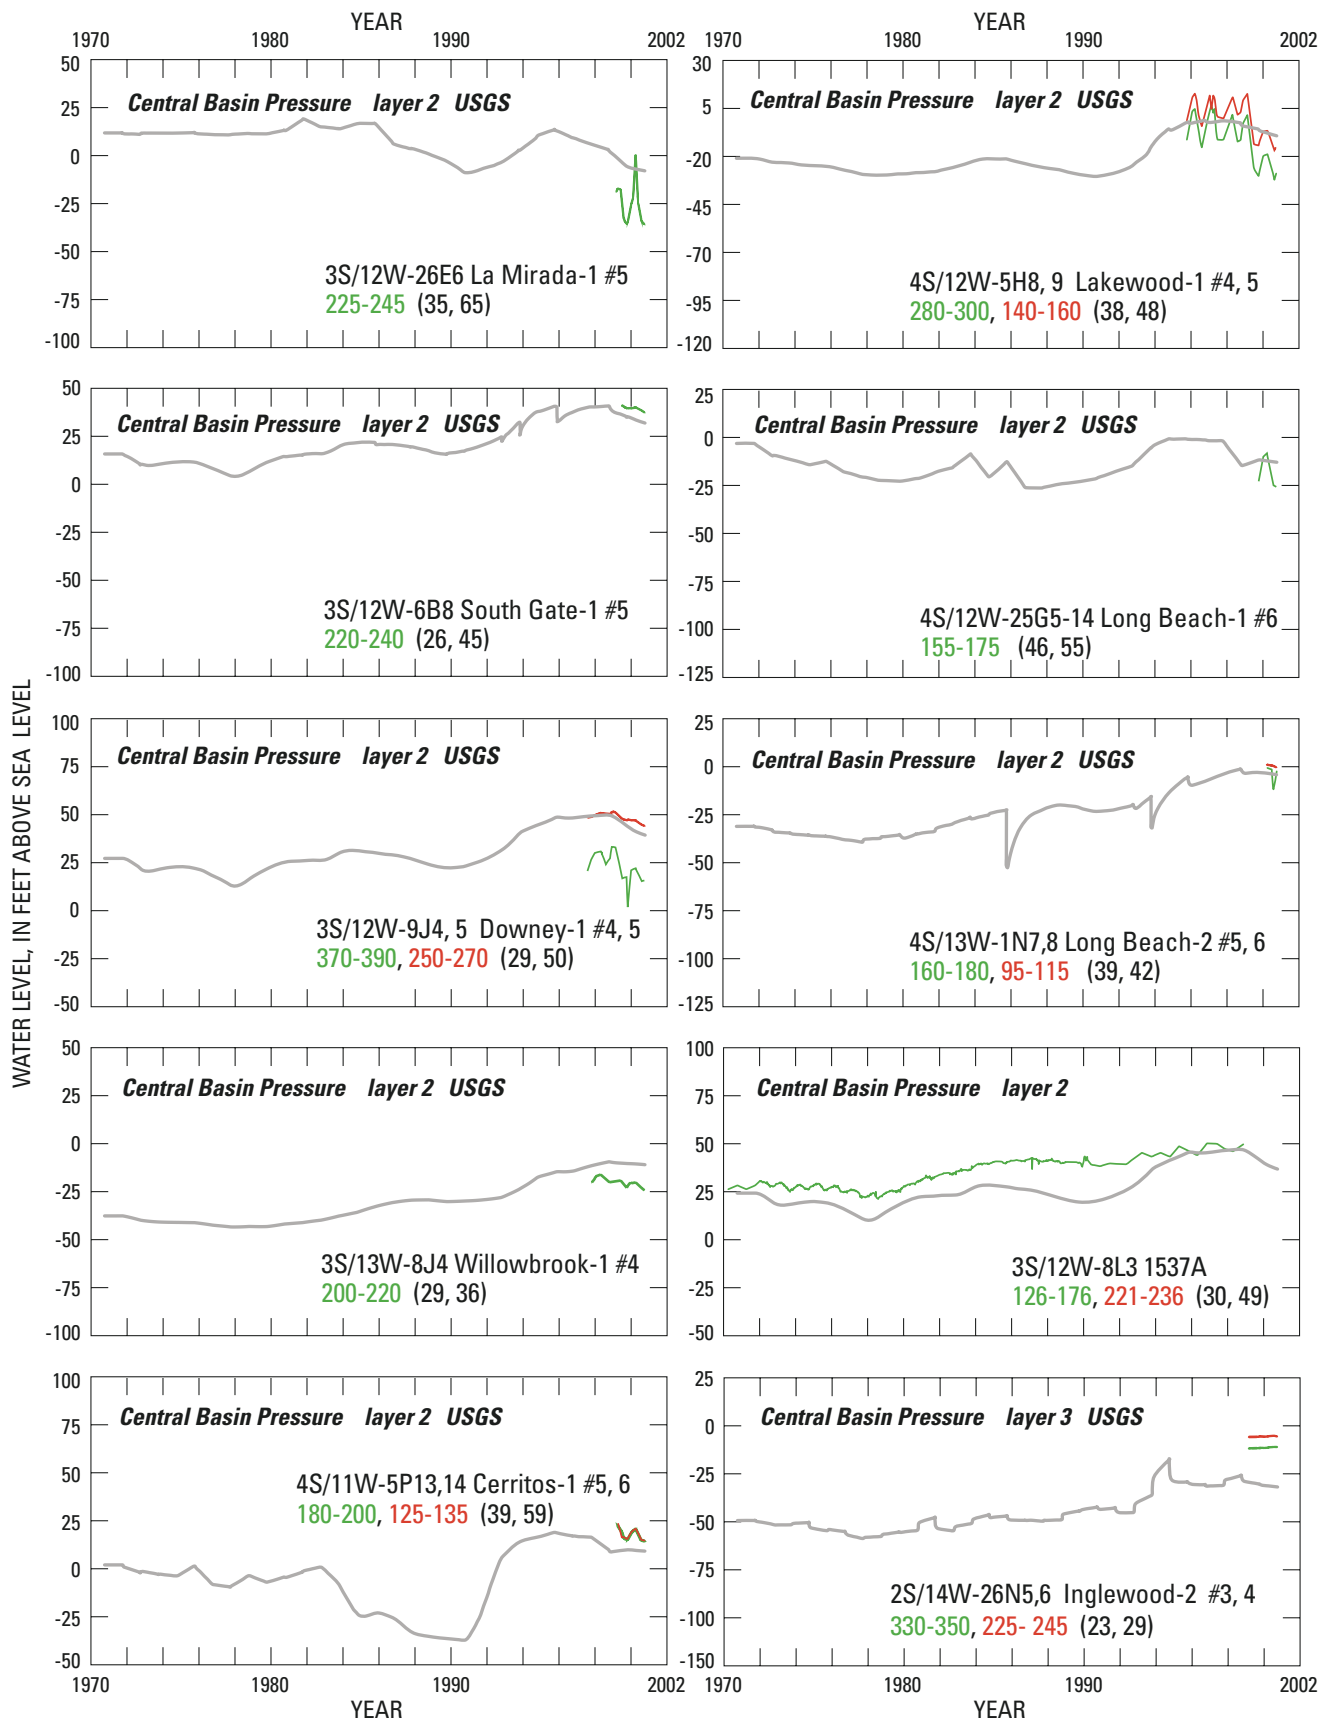 YEAR
1970 1980 1990 2002
50
25
0
-25
-50
-75
-100
Central Basin Pressure layer 2 USGS
3S/12W-26E6 La Mirada-1 #5
225-245 (35, 65)
YEAR
1970 1980 1990 2002
30
5
-20
-45
-70
-95
-120
Central Basin Pressure layer 2 USGS
4S/12W-5H8, 9 Lakewood-1 #4, 5
280-300, 140-160 (38, 48)
50
25
0
-25
-50
-75
-100
Central Basin Pressure layer 2 USGS
3S/12W-6B8 South Gate-1 #5
220-240 (26, 45)
25
0
-25
-50
-75
-100
-125
Central Basin Pressure layer 2 USGS
4S/12W-25G5-14 Long Beach-1 #6
155-175 (46, 55)
WATER LEVEL, IN FEET ABOVE SEA LEVEL
100
75
50
25
0
-25
-50
Central Basin Pressure layer 2 USGS
3S/12W-9J4, 5 Downey-1 #4, 5
370-390, 250-270 (29, 50)
25
0
-25
-50
-75
-100
-125
Central Basin Pressure layer 2 USGS
4S/13W-1N7,8 Long Beach-2 #5, 6
160-180, 95-115 (39, 42)
50
25
0
-25
-50
-75
-100
Central Basin Pressure layer 2 USGS
3S/13W-8J4 Willowbrook-1 #4
200-220 (29, 36)
100
75
50
25
0
-25
-50
Central Basin Pressure layer 2
3S/12W-8L3 1537A
126-176, 221-236 (30, 49)
100
75
50
25
0
-25
-50
Central Basin Pressure layer 2 USGS
4S/11W-5P13,14 Cerritos-1 #5, 6
180-200, 125-135 (39, 59)
1970 1980 1990 2002
YEAR
25
0
-25
-50
-75
-100
-150
Central Basin Pressure layer 3 USGS
2S/14W-26N5,6 Inglewood-2 #3, 4
330-350, 225- 245 (23, 29)
1970 1980 1990 2002
YEAR